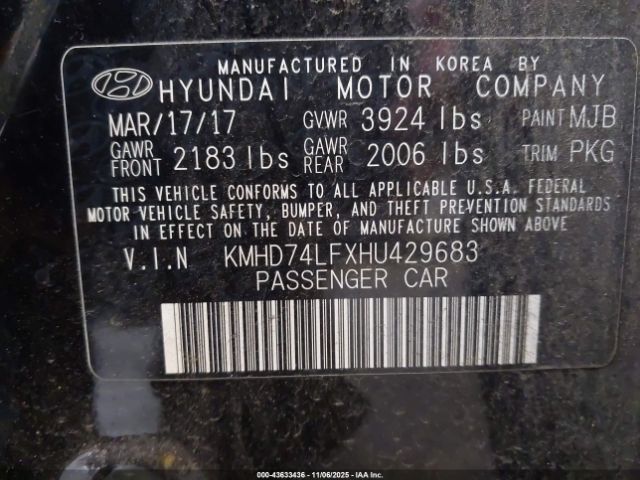 MANUFACTURED IN KOREA BY
HYUNDAI MOTOR COMPANY
MAR/17/17 GVWR 3924 lbs PAINT MJB
GAWR FRONT 2183 lbs GAWR REAR 2006 lbs TRIM PKG
THIS VEHICLE CONFORMS TO ALL APPLICABLE U.S.A. FEDERAL
MOTOR VEHICLE SAFETY, BUMPER, AND THEFT PREVENTION STANDARDS
IN EFFECT ON THE DATE OF MANUFACTURE SHOWN ABOVE
V.I.N KMHD74LFXHU429683
PASSENGER CAR
000-43633436 - 11/06/2025 - IAAI.com